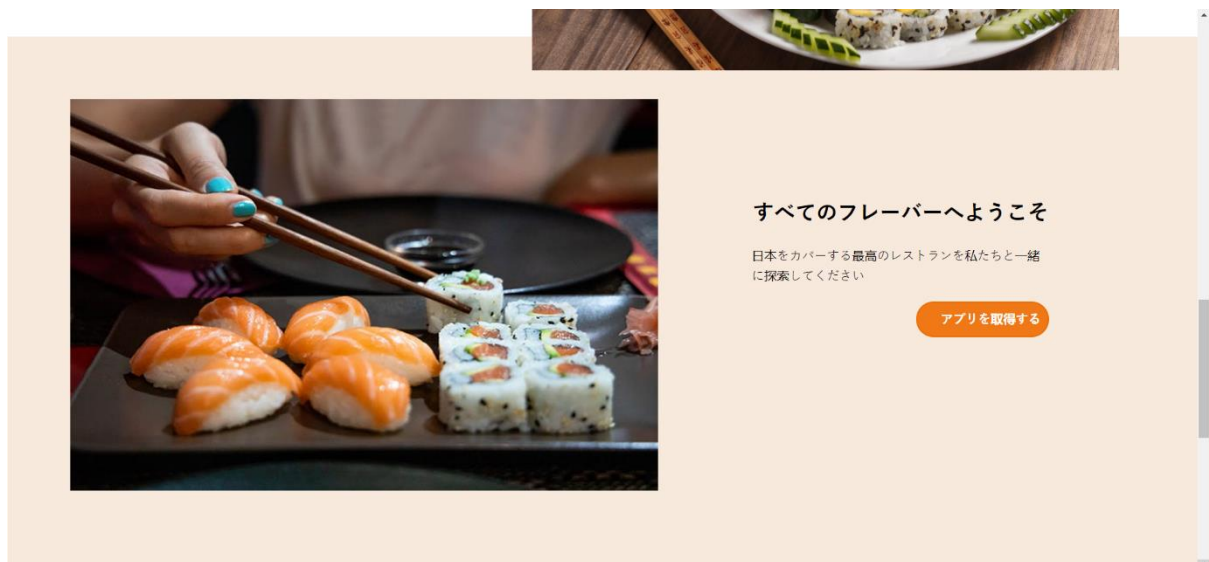 すべてのフレーバーへようこそ
日本をカバーする最高のレストランを私たちと一緒
に探索してください
アプリを取得する